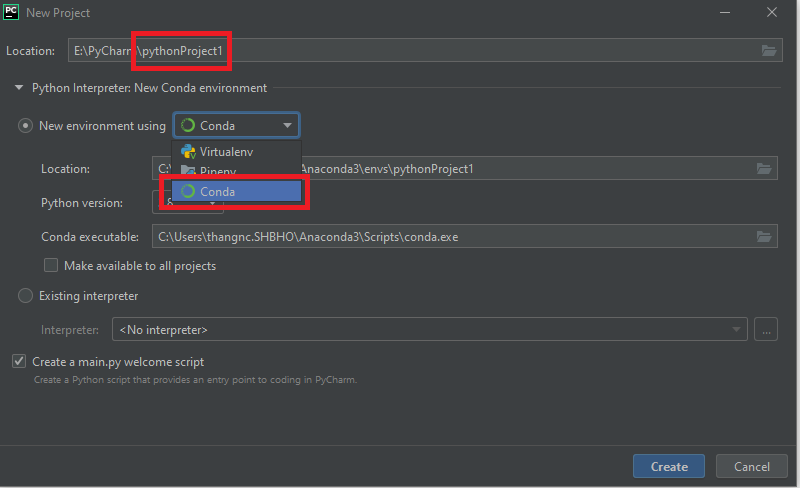 PC New Project
Location: E:\PyCharm\pythonProject1
Python Interpreter: New Conda environment
New environment using Conda
Virtualenv
Location: C:\ Anaconda3\envs\pythonProject1
Pipenv
Conda
Python version: 8
Conda executable: C:\Users\thangnc.SHBHO\Anaconda3\Scripts\conda.exe
Make available to all projects
Existing interpreter
Interpreter: <No interpreter> ...
Create a main.py welcome script
Create a Python script that provides an entry point to coding in PyCharm.
Create Cancel